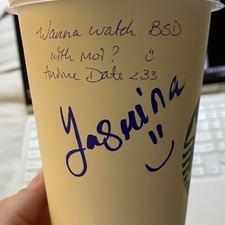 Wanna watch BSD
with moi? :)
Anime Date <33
Yasmina
:)